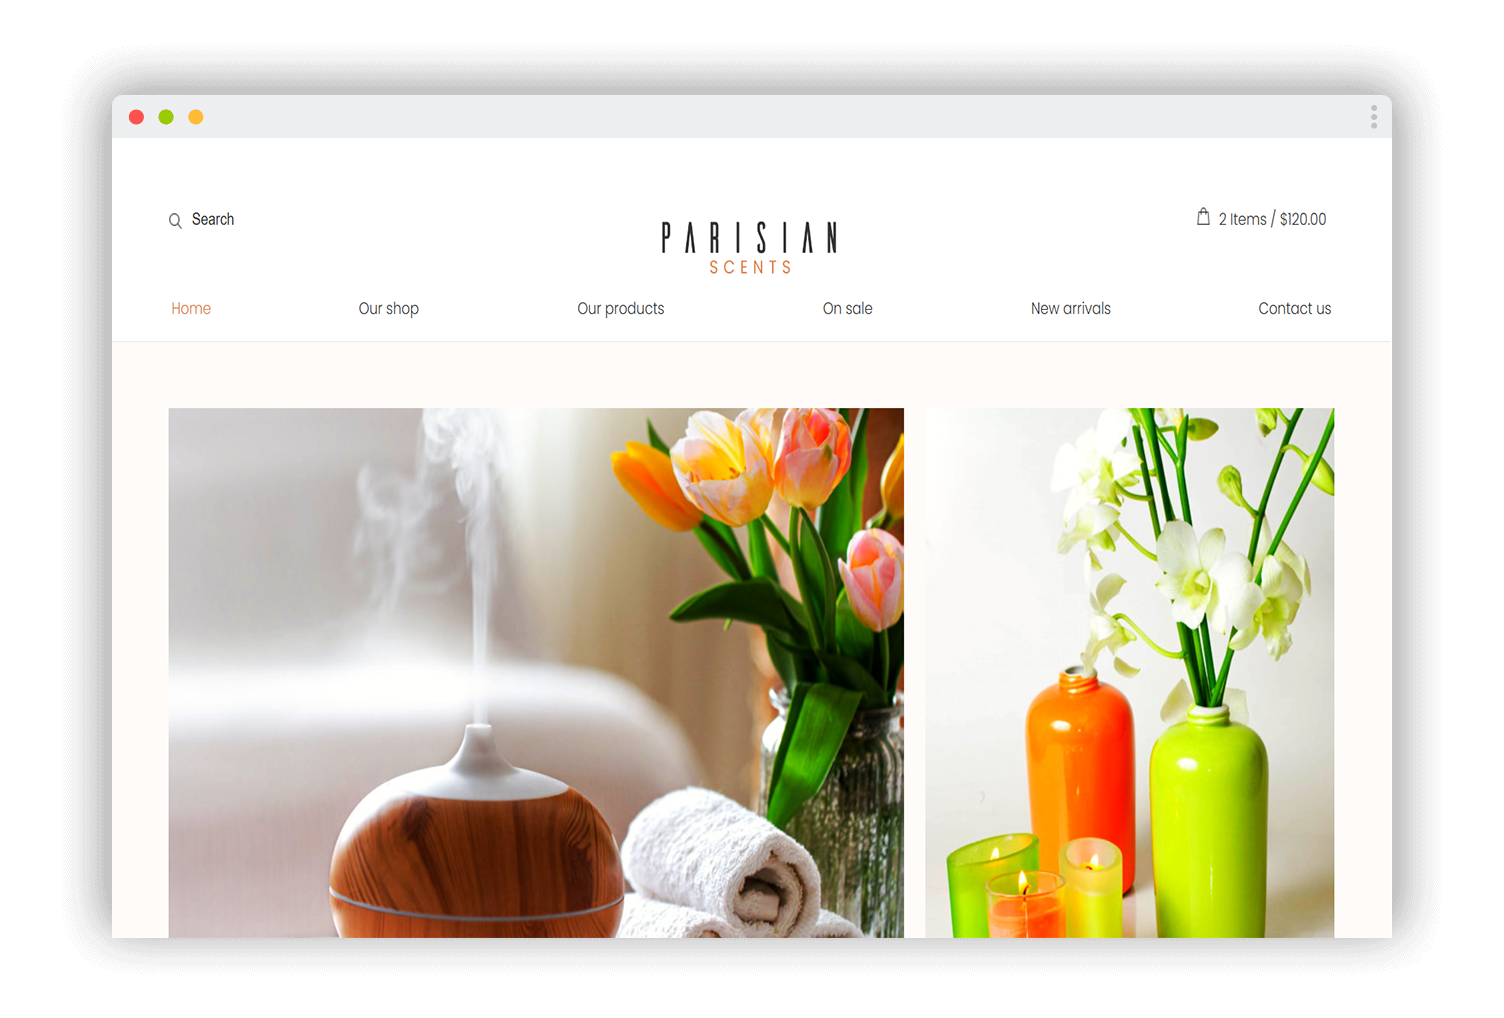 Search
2 Items / $120.00
PARISIAN
SCENTS
Home Our shop Our products On sale New arrivals Contact us